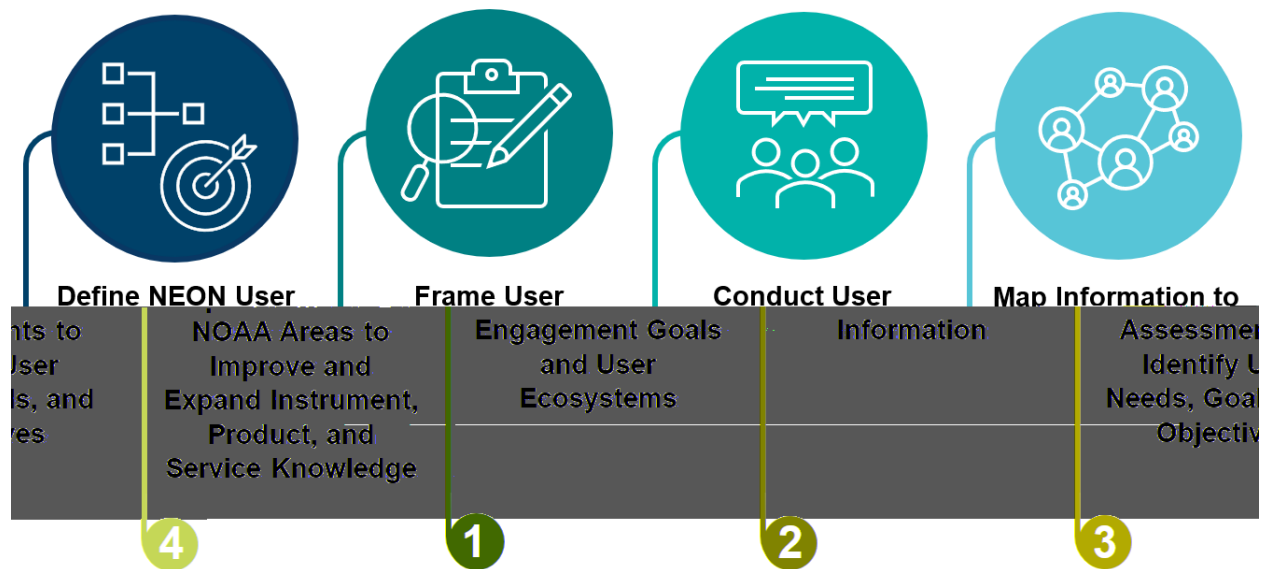 Define NEON User
Frame User
Conduct User
Map Information to
nts to
User
ls, and
ves
NOAA Areas to
Improve and
Expand Instrument,
Product, and
Service Knowledge
Engagement Goals
and User
Ecosystems
Information
Assessmen
Identify U
Needs, Goal
Objectiv
4
1
2
3